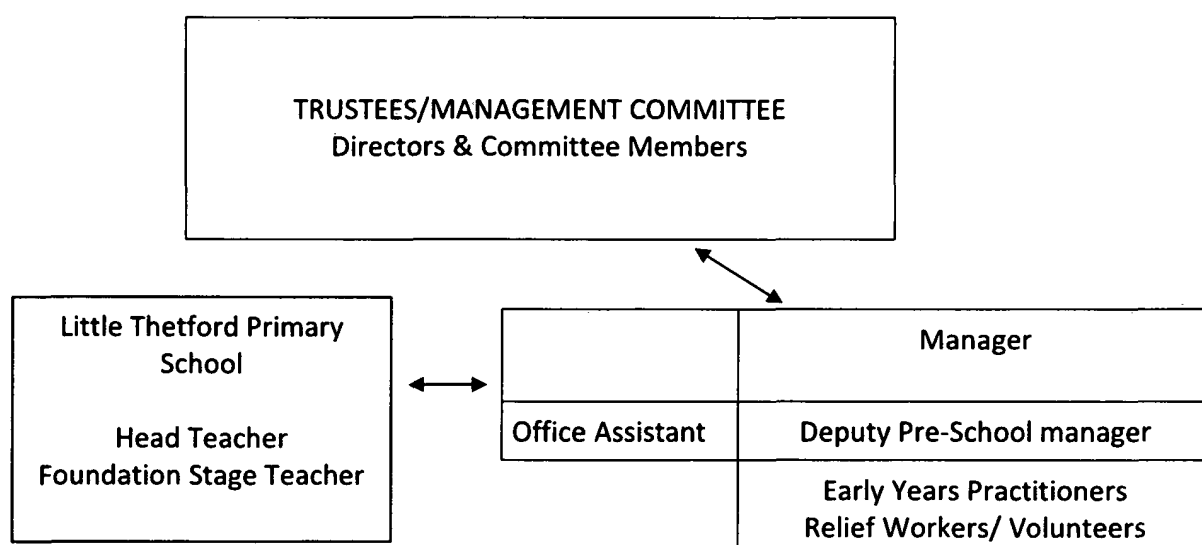 TRUSTEES/MANAGEMENT COMMITTEE
Directors & Committee Members
Little Thetford Primary
School
Head Teacher
Foundation Stage Teacher
Manager
Office Assistant
Deputy Pre-School manager
Early Years Practitioners
Relief Workers/ Volunteers